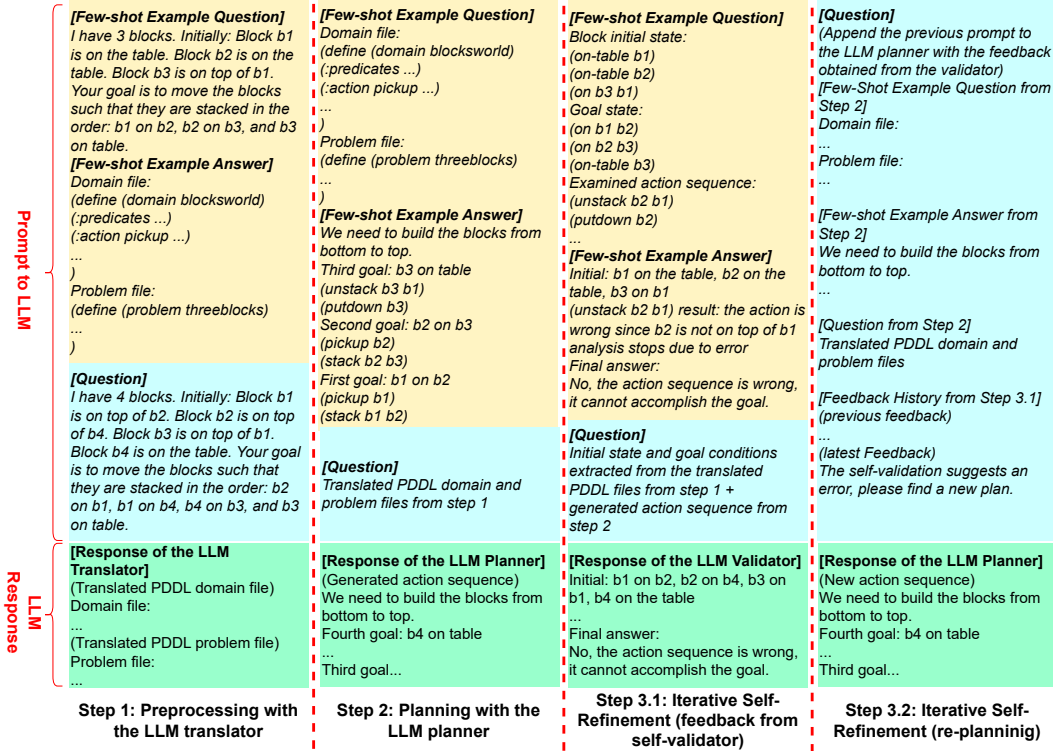 Prompt to LLM
LLM
Response
[Few-shot Example Question]
I have 3 blocks. Initially: Block b1
is on the table. Block b2 is on the
table. Block b3 is on top of b1.
Your goal is to move the blocks
such that they are stacked in the
order: b1 on b2, b2 on b3, and b3
on table.
[Few-shot Example Answer]
Domain file:
(define (domain blocksworld)
(:predicates ...)
(:action pickup ...)
...
)
Problem file:
(define (problem threeblocks)
...
)
[Question]
I have 4 blocks. Initially: Block b1
is on top of b2. Block b2 is on top
of b4. Block b3 is on top of b1.
Block b4 is on the table. Your goal
is to move the blocks such that
they are stacked in the order: b2
on b1, b1 on b4, b4 on b3, and b3
on table.
[Response of the LLM
Translator]
(Translated PDDL domain file)
Domain file:
...
(Translated PDDL problem file)
Problem file:
...
Step 1: Preprocessing with
the LLM translator
[Few-shot Example Question]
Domain file:
(define (domain blocksworld)
(:predicates ...)
(:action pickup ...)
...
)
Problem file:
(define (problem threeblocks)
...
)
[Few-shot Example Answer]
We need to build the blocks from
bottom to top.
Third goal: b3 on table
(unstack b3 b1)
(putdown b3)
Second goal: b2 on b3
(pickup b2)
(stack b2 b3)
First goal: b1 on b2
(pickup b1)
(stack b1 b2)
[Question]
Translated PDDL domain and
problem files from step 1
[Response of the LLM Planner]
(Generated action sequence)
We need to build the blocks from
bottom to top.
Fourth goal: b4 on table
...
Third goal...
Step 2: Planning with the
LLM planner
[Few-shot Example Question]
Block initial state:
(on-table b1)
(on-table b2)
(on b3 b1)
Goal state:
(on b1 b2)
(on b2 b3)
(on-table b3)
Examined action sequence:
(unstack b2 b1)
(putdown b2)
...
[Few-shot Example Answer]
Initial: b1 on the table, b2 on the
table, b3 on b1
(unstack b2 b1) result: the action is
wrong since b2 is not on top of b1
analysis stops due to error
Final answer:
No, the action sequence is wrong,
it cannot accomplish the goal.
[Question]
Initial state and goal conditions
extracted from the translated
PDDL files from step 1 +
generated action sequence from
step 2
[Response of the LLM Validator]
Initial: b1 on b2, b2 on b4, b3 on
b1, b4 on the table
...
Final answer:
No, the action sequence is wrong,
it cannot accomplish the goal.
Step 3.1: Iterative Self-
Refinement (feedback from
self-validator)
[Question]
(Append the previous prompt to
the LLM planner with the feedback
obtained from the validator)
[Few-Shot Example Question from
Step 2]
Domain file:
...
Problem file:
...
[Few-shot Example Answer from
Step 2]
We need to build the blocks from
bottom to top.
...
[Question from Step 2]
Translated PDDL domain and
problem files
[Feedback History from Step 3.1]
(previous feedback)
...
(latest Feedback)
The self-validation suggests an
error, please find a new plan.
[Response of the LLM Planner]
(New action sequence)
We need to build the blocks from
bottom to top.
Fourth goal: b4 on table
...
Third goal...
Step 3.2: Iterative Self-
Refinement (re-planninig)